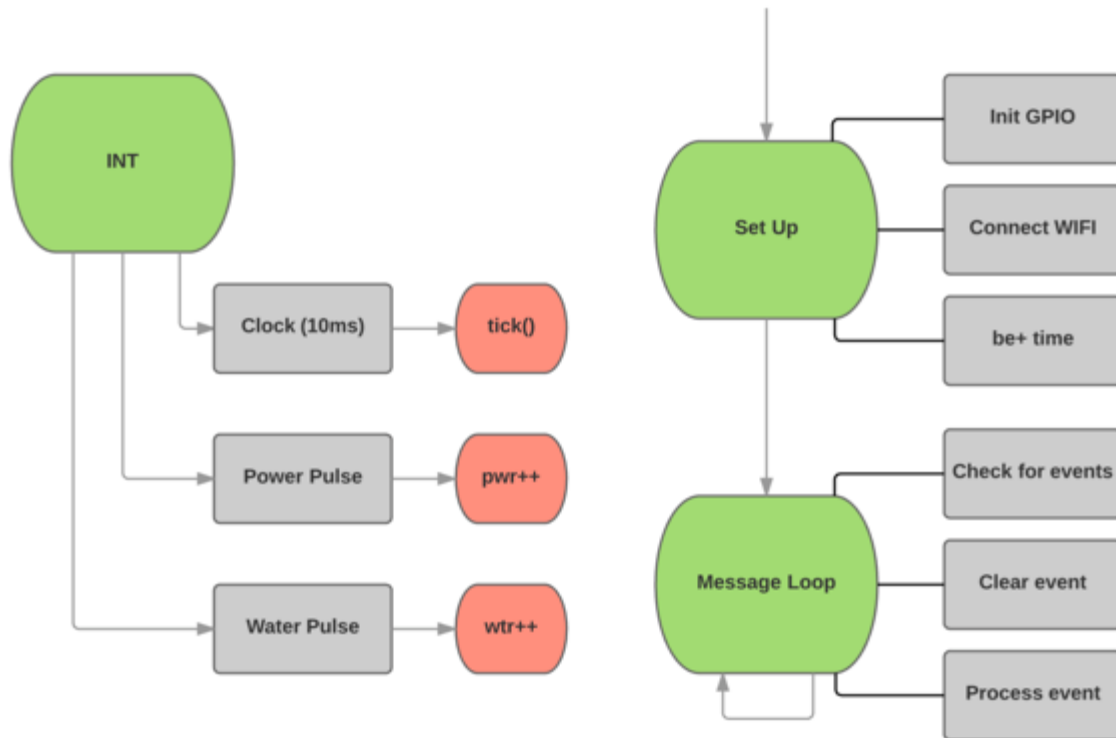 INT
Clock (10ms)
tick()
Power Pulse
pwr++
Water Pulse
wtr++
Set Up
Init GPIO
Connect WIFI
be+ time
Message Loop
Check for events
Clear event
Process event